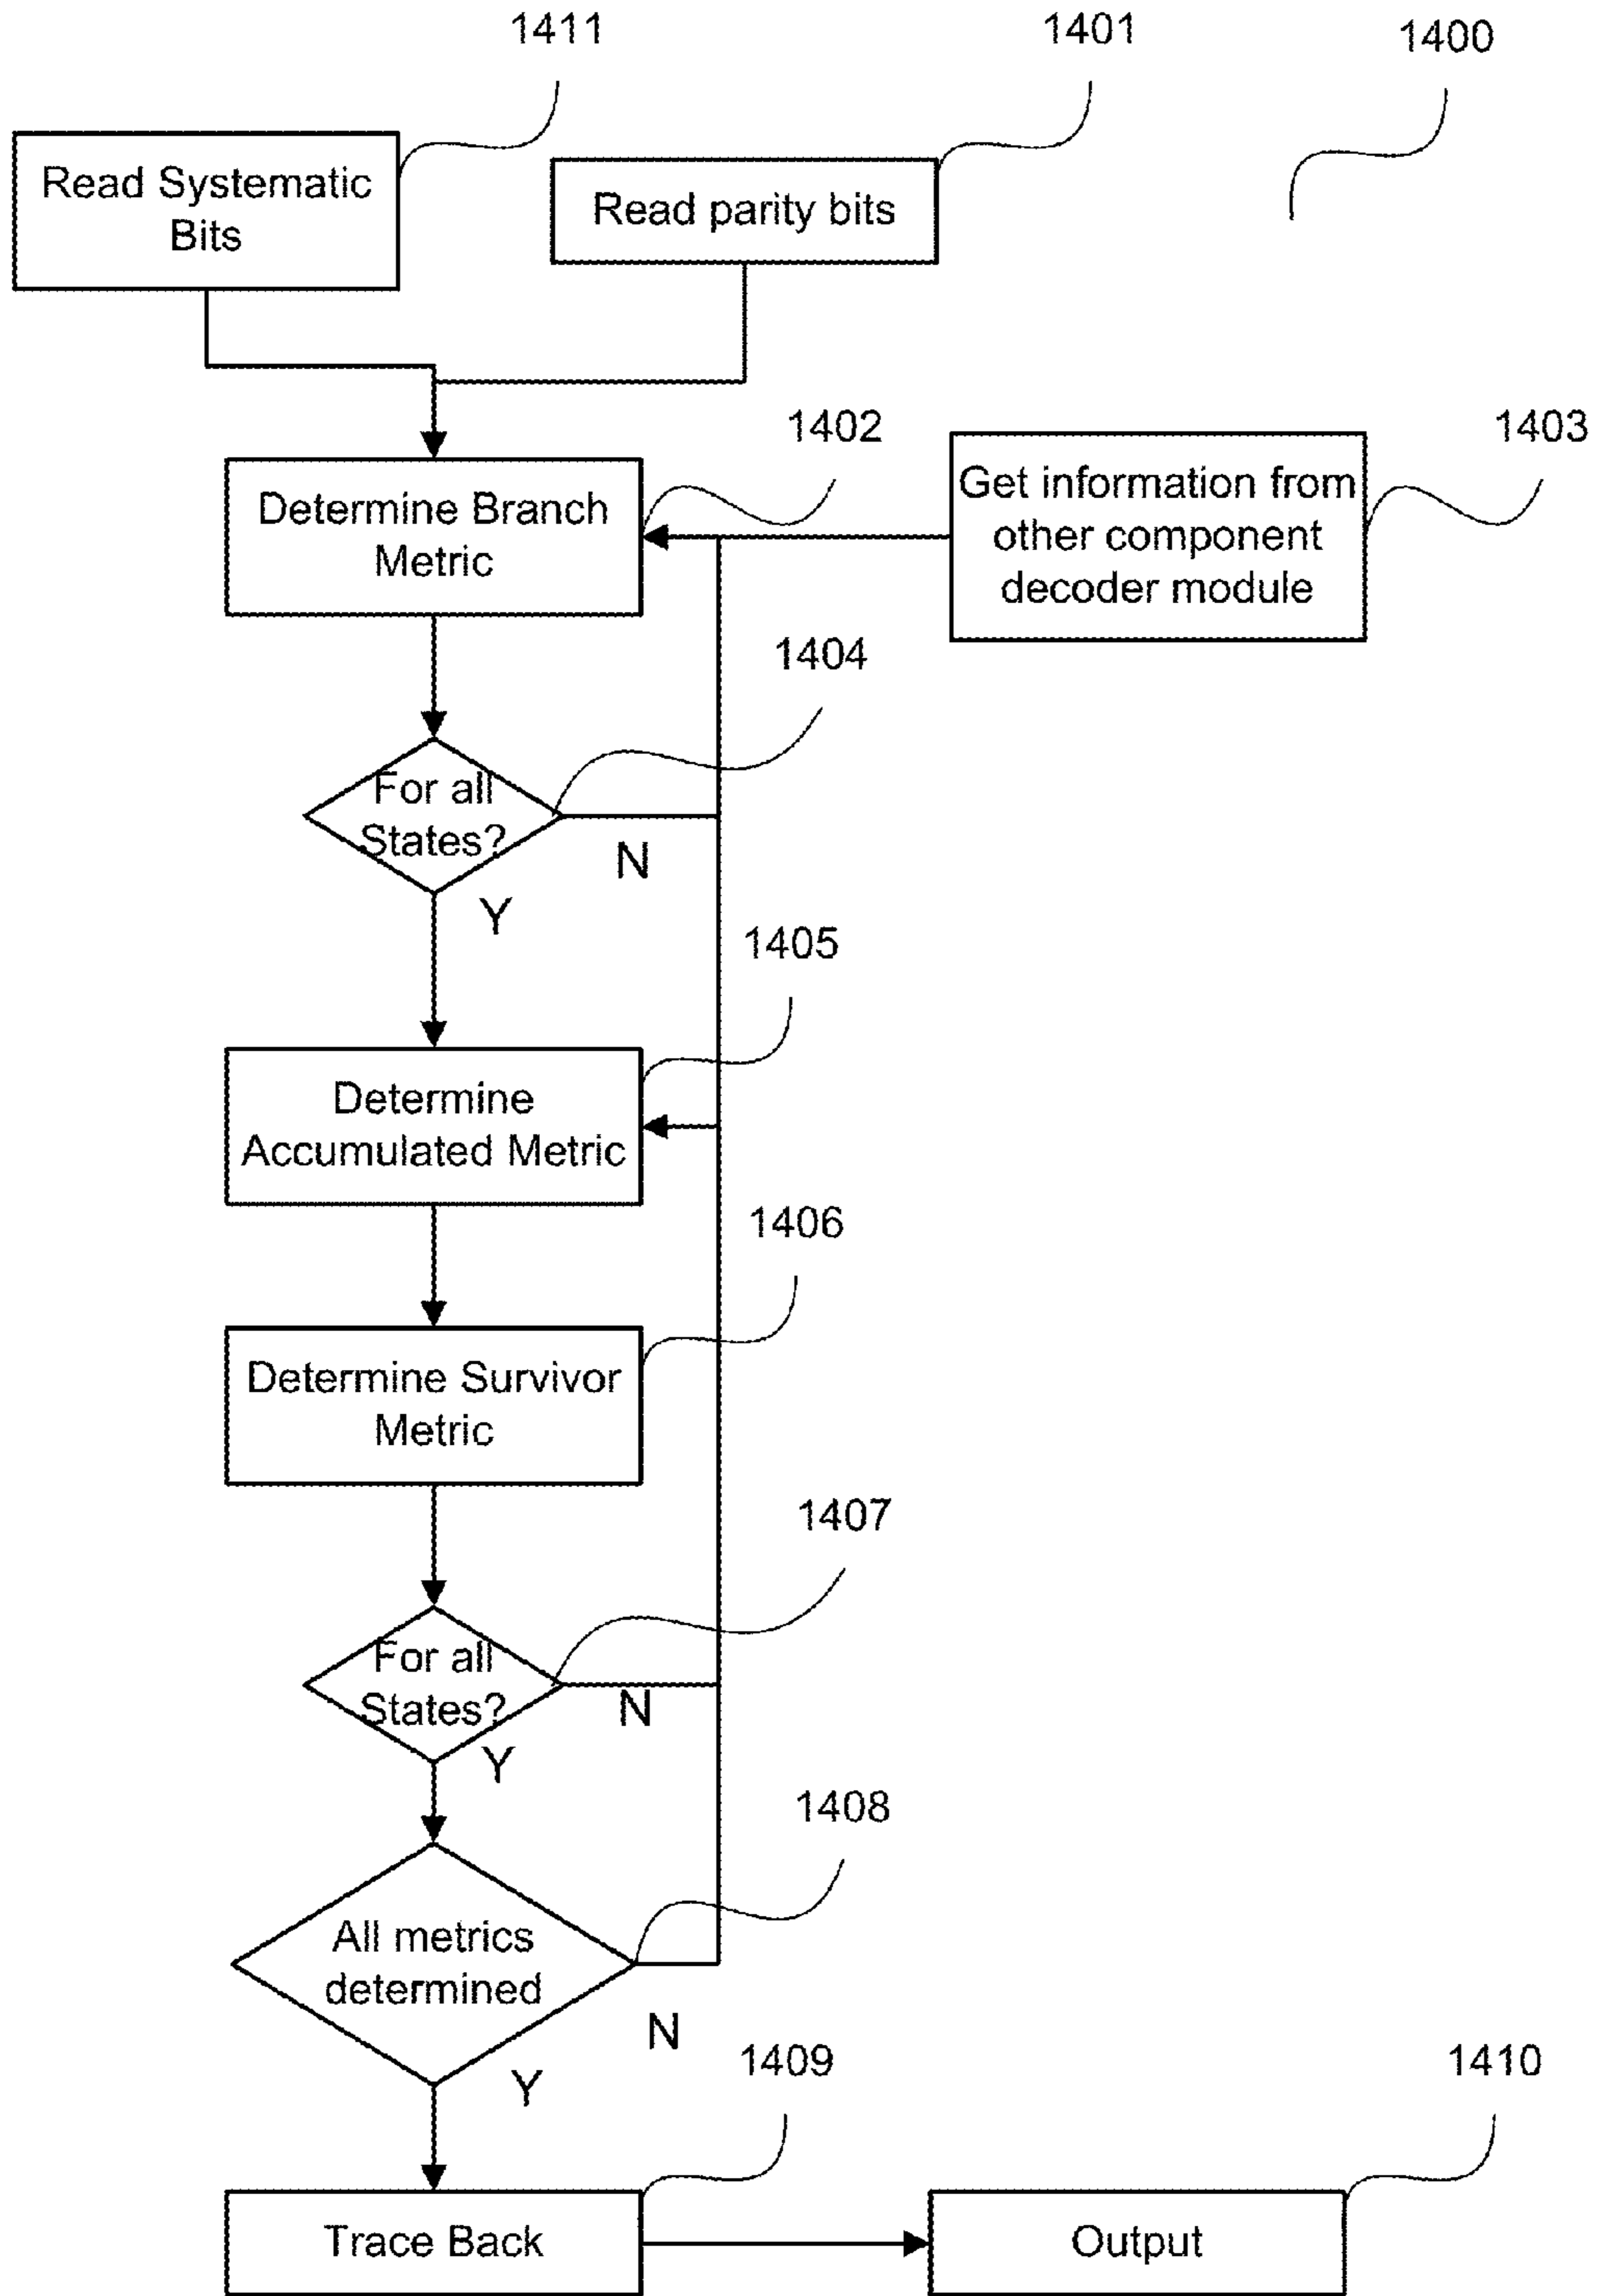 1411
1401
1400
Read Systematic
Bits
Read parity bits
1402
1403
Determine Branch
Metric
Get information from
other component
decoder module
1404
For all
States?
N
Y
1405
Determine
Accumulated Metric
1406
Determine Survivor
Metric
1407
For all
States?
N
Y
1408
All metrics
determined
N
Y
1409
1410
Trace Back
Output